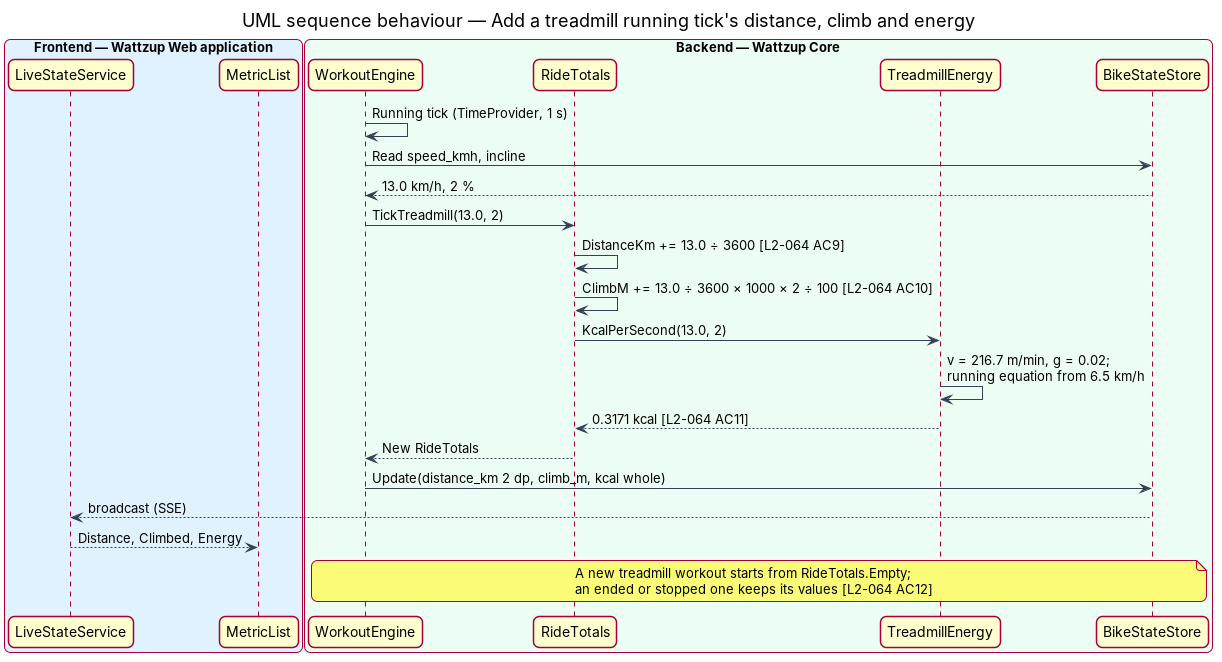 UML sequence behaviour — Add a treadmill running tick's distance, climb and energy
Frontend — Wattzup Web application
Backend — Wattzup Core
LiveStateService
MetricList
WorkoutEngine
RideTotals
TreadmillEnergy
BikeStateStore
Running tick (TimeProvider, 1 s)
Read speed_kmh, incline
13.0 km/h, 2 %
TickTreadmill(13.0, 2)
DistanceKm += 13.0 ÷ 3600 [L2-064 AC9]
ClimbM += 13.0 ÷ 3600 × 1000 × 2 ÷ 100 [L2-064 AC10]
KcalPerSecond(13.0, 2)
v = 216.7 m/min, g = 0.02;
running equation from 6.5 km/h
0.3171 kcal [L2-064 AC11]
New RideTotals
Update(distance_km 2 dp, climb_m, kcal whole)
broadcast (SSE)
Distance, Climbed, Energy
A new treadmill workout starts from RideTotals.Empty;
an ended or stopped one keeps its values [L2-064 AC12]
LiveStateService
MetricList
WorkoutEngine
RideTotals
TreadmillEnergy
BikeStateStore